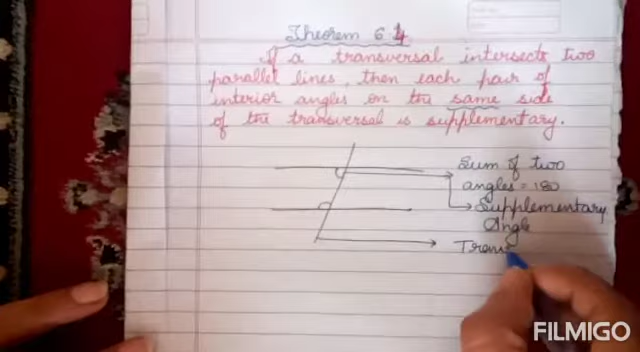 Theorem 6.4
If a transversal intersects two
parallel lines, then each pair of
interior angles on the same side
of the transversal is supplementary.
Sum of two
angles = 180
Supplementary
Angle
Trans
FILMIGO